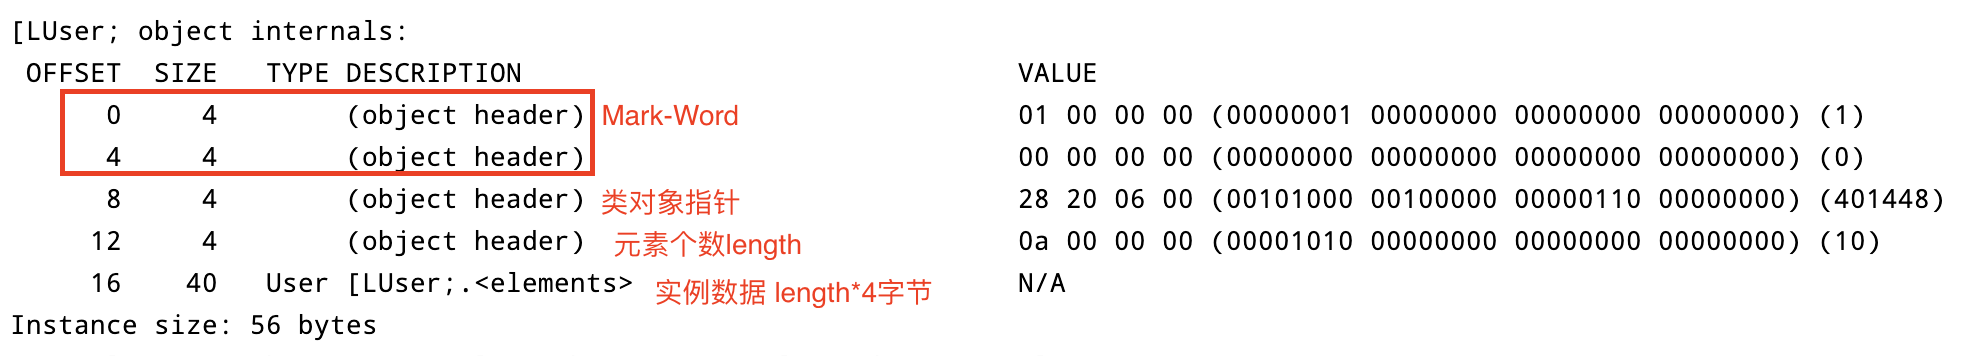 [LUser; object internals:
OFFSET  SIZE   TYPE DESCRIPTION                               VALUE
0     4        (object header) Mark-Word                 01 00 00 00 (00000001 00000000 00000000 00000000) (1)
4     4        (object header)                           00 00 00 00 (00000000 00000000 00000000 00000000) (0)
8     4        (object header) 类对象指针                 28 20 06 00 (00101000 00100000 00000110 00000000) (401448)
12     4        (object header) 元素个数length             0a 00 00 00 (00001010 00000000 00000000 00000000) (10)
16    40   User [LUser;.<elements> 实例数据 length*4字节    N/A
Instance size: 56 bytes